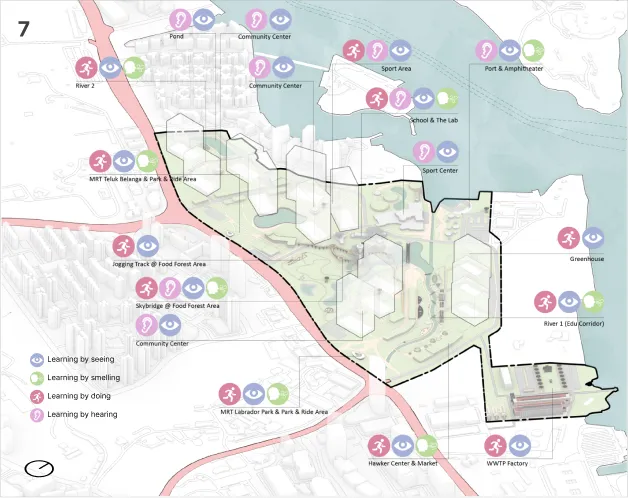 7
Pond
Community Center
Sport Area
Port & Amphitheater
River 2
Community Center
School & The Lab
Sport Center
MRT Teluk Belanga & Park & Ride Area
Jogging Track @ Food Forest Area
Greenhouse
Skybridge @ Food Forest Area
River 1 (Edu Corridor)
Community Center
Learning by seeing
Learning by smelling
Learning by doing
Learning by hearing
MRT Labrador Park & Park & Ride Area
Hawker Center & Market
WWTP Factory